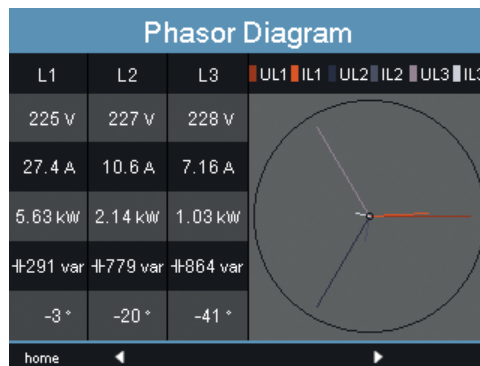 Phasor Diagram
L1 L2 L3 UL1 IL1 UL2 IL2 UL3 IL3
225 V 227 V 228 V
27.4 A 10.6 A 7.16 A
5.63 kW 2.14 kW 1.03 kW
⊣⊢291 var ⊣⊢779 var ⊣⊢864 var
-3 ° -20 ° -41 °
home ◀ ▶